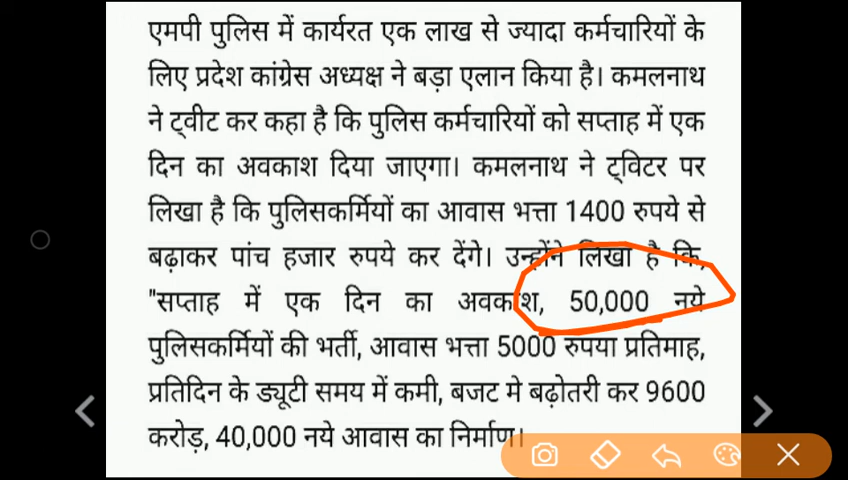 एमपी पुलिस में कार्यरत एक लाख से ज्यादा कर्मचारियों के
लिए प्रदेश कांग्रेस अध्यक्ष ने बड़ा एलान किया है। कमलनाथ
ने ट्वीट कर कहा है कि पुलिस कर्मचारियों को सप्ताह में एक
दिन का अवकाश दिया जाएगा। कमलनाथ ने ट्विटर पर
लिखा है कि पुलिसकर्मियों का आवास भत्ता 1400 रुपये से
बढ़ाकर पांच हजार रुपये कर देंगे। उन्होंने लिखा है कि,
"सप्ताह में एक दिन का अवकाश, 50,000 नये
पुलिसकर्मियों की भर्ती, आवास भत्ता 5000 रुपया प्रतिमाह,
प्रतिदिन के ड्यूटी समय में कमी, बजट मे बढ़ोतरी कर 9600
करोड़, 40,000 नये आवास का निर्माण।